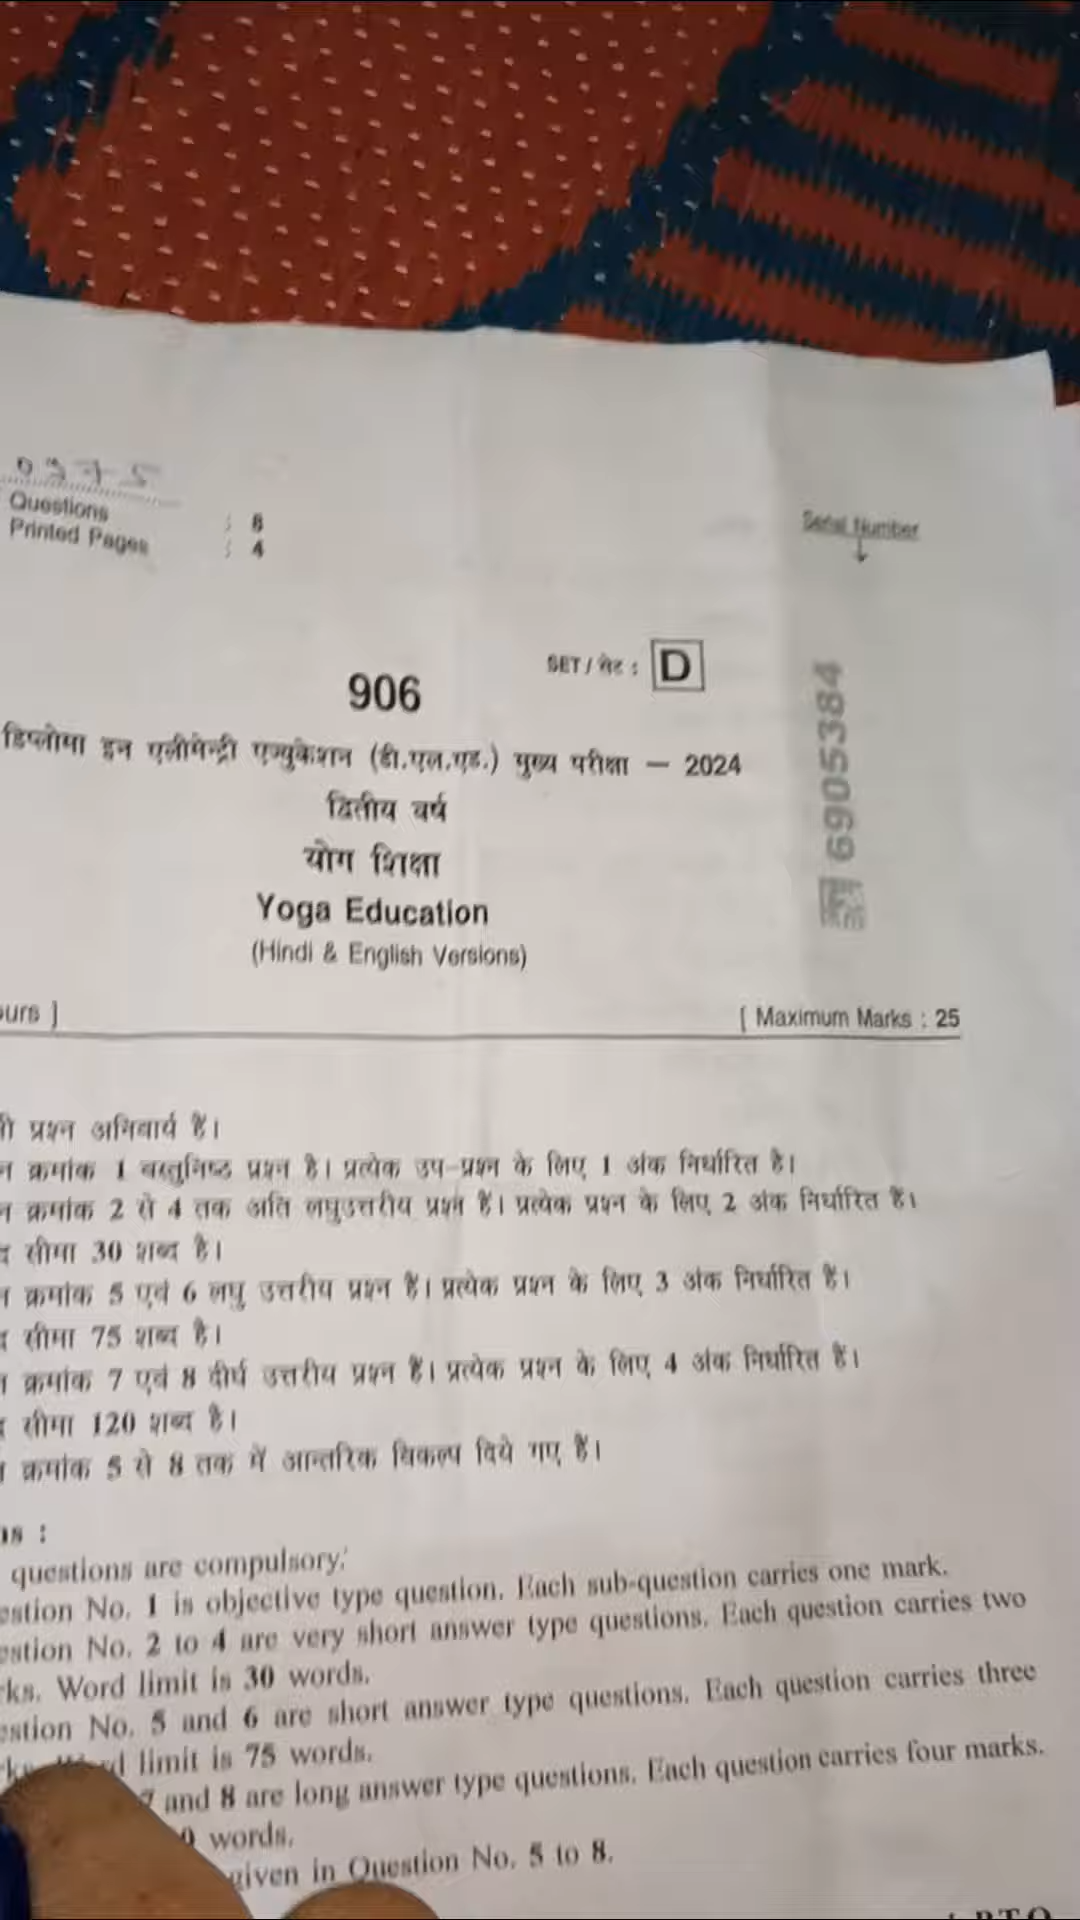 Questions : 8
Printed Pages : 4
Serial Number
SET / सेट : D
906
6905384
डिप्लोमा इन एलीमेन्ट्री एज्युकेशन (डी.एल.एड.) मुख्य परीक्षा – 2024
द्वितीय वर्ष
योग शिक्षा
Yoga Education
(Hindi & English Versions)
ours ] [ Maximum Marks : 25
प्रश्न अनिवार्य हैं।
क्रमांक 1 वस्तुनिष्ठ प्रश्न है। प्रत्येक उप-प्रश्न के लिए 1 अंक निर्धारित है।
क्रमांक 2 से 4 तक अति लघुउत्तरीय प्रश्न हैं। प्रत्येक प्रश्न के लिए 2 अंक निर्धारित हैं।
सीमा 30 शब्द है।
क्रमांक 5 एवं 6 लघु उत्तरीय प्रश्न हैं। प्रत्येक प्रश्न के लिए 3 अंक निर्धारित हैं।
सीमा 75 शब्द है।
क्रमांक 7 एवं 8 दीर्घ उत्तरीय प्रश्न हैं। प्रत्येक प्रश्न के लिए 4 अंक निर्धारित हैं।
सीमा 120 शब्द है।
क्रमांक 5 से 8 तक में आन्तरिक विकल्प दिये गए हैं।
ns :
questions are compulsory.
estion No. 1 is objective type question. Each sub-question carries one mark.
estion No. 2 to 4 are very short answer type questions. Each question carries two
rks. Word limit is 30 words.
estion No. 5 and 6 are short answer type questions. Each question carries three
limit is 75 words.
7 and 8 are long answer type questions. Each question carries four marks.
0 words.
given in Question No. 5 to 8.
P.T.O